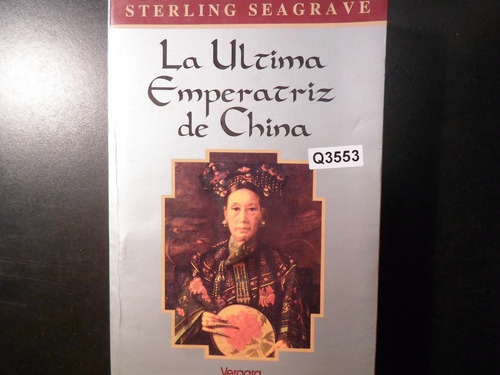 STERLING SEAGRAVE
La Ultima
Emperatriz
de China
Q3553
Vergara